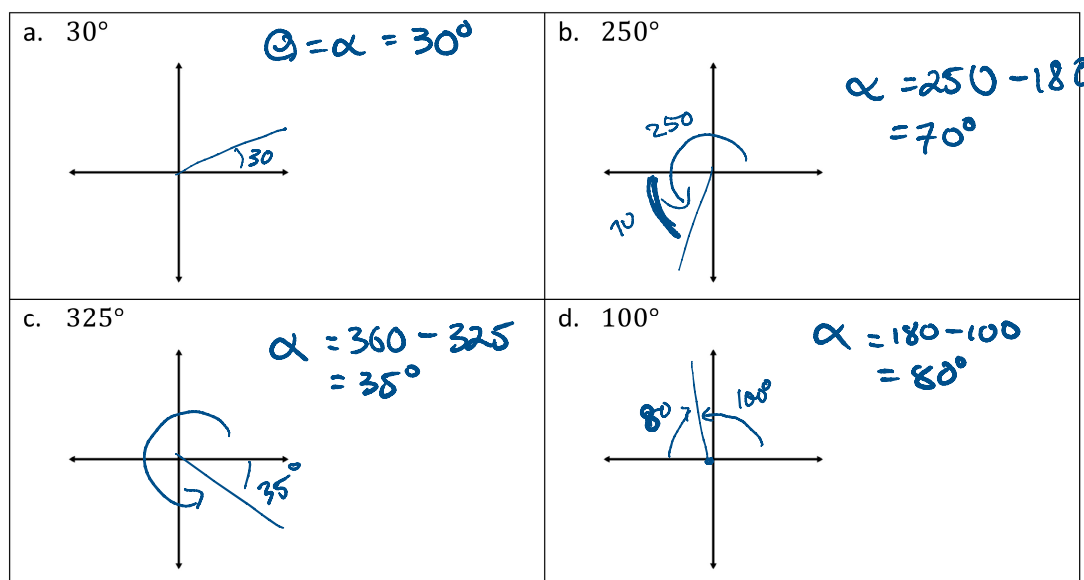 a. 30°
Θ = α = 30°
30
b. 250°
α = 250 - 180
= 70°
250
70
c. 325°
α = 360 - 325
= 35°
35°
d. 100°
α = 180 - 100
= 80°
80
100°